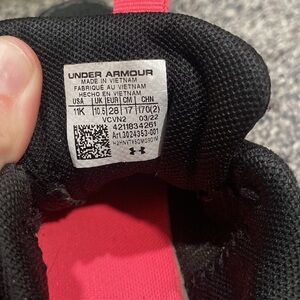 UNDER ARMOUR
MADE IN VIETNAM
FABRIQUÉ AU VIETNAM
HECHO EN VIETNAM
USA UK EUR CM CHN
11K 10.5 28 17 170(2)
VCVN2 03/22
4211834261
Art.3024353-001